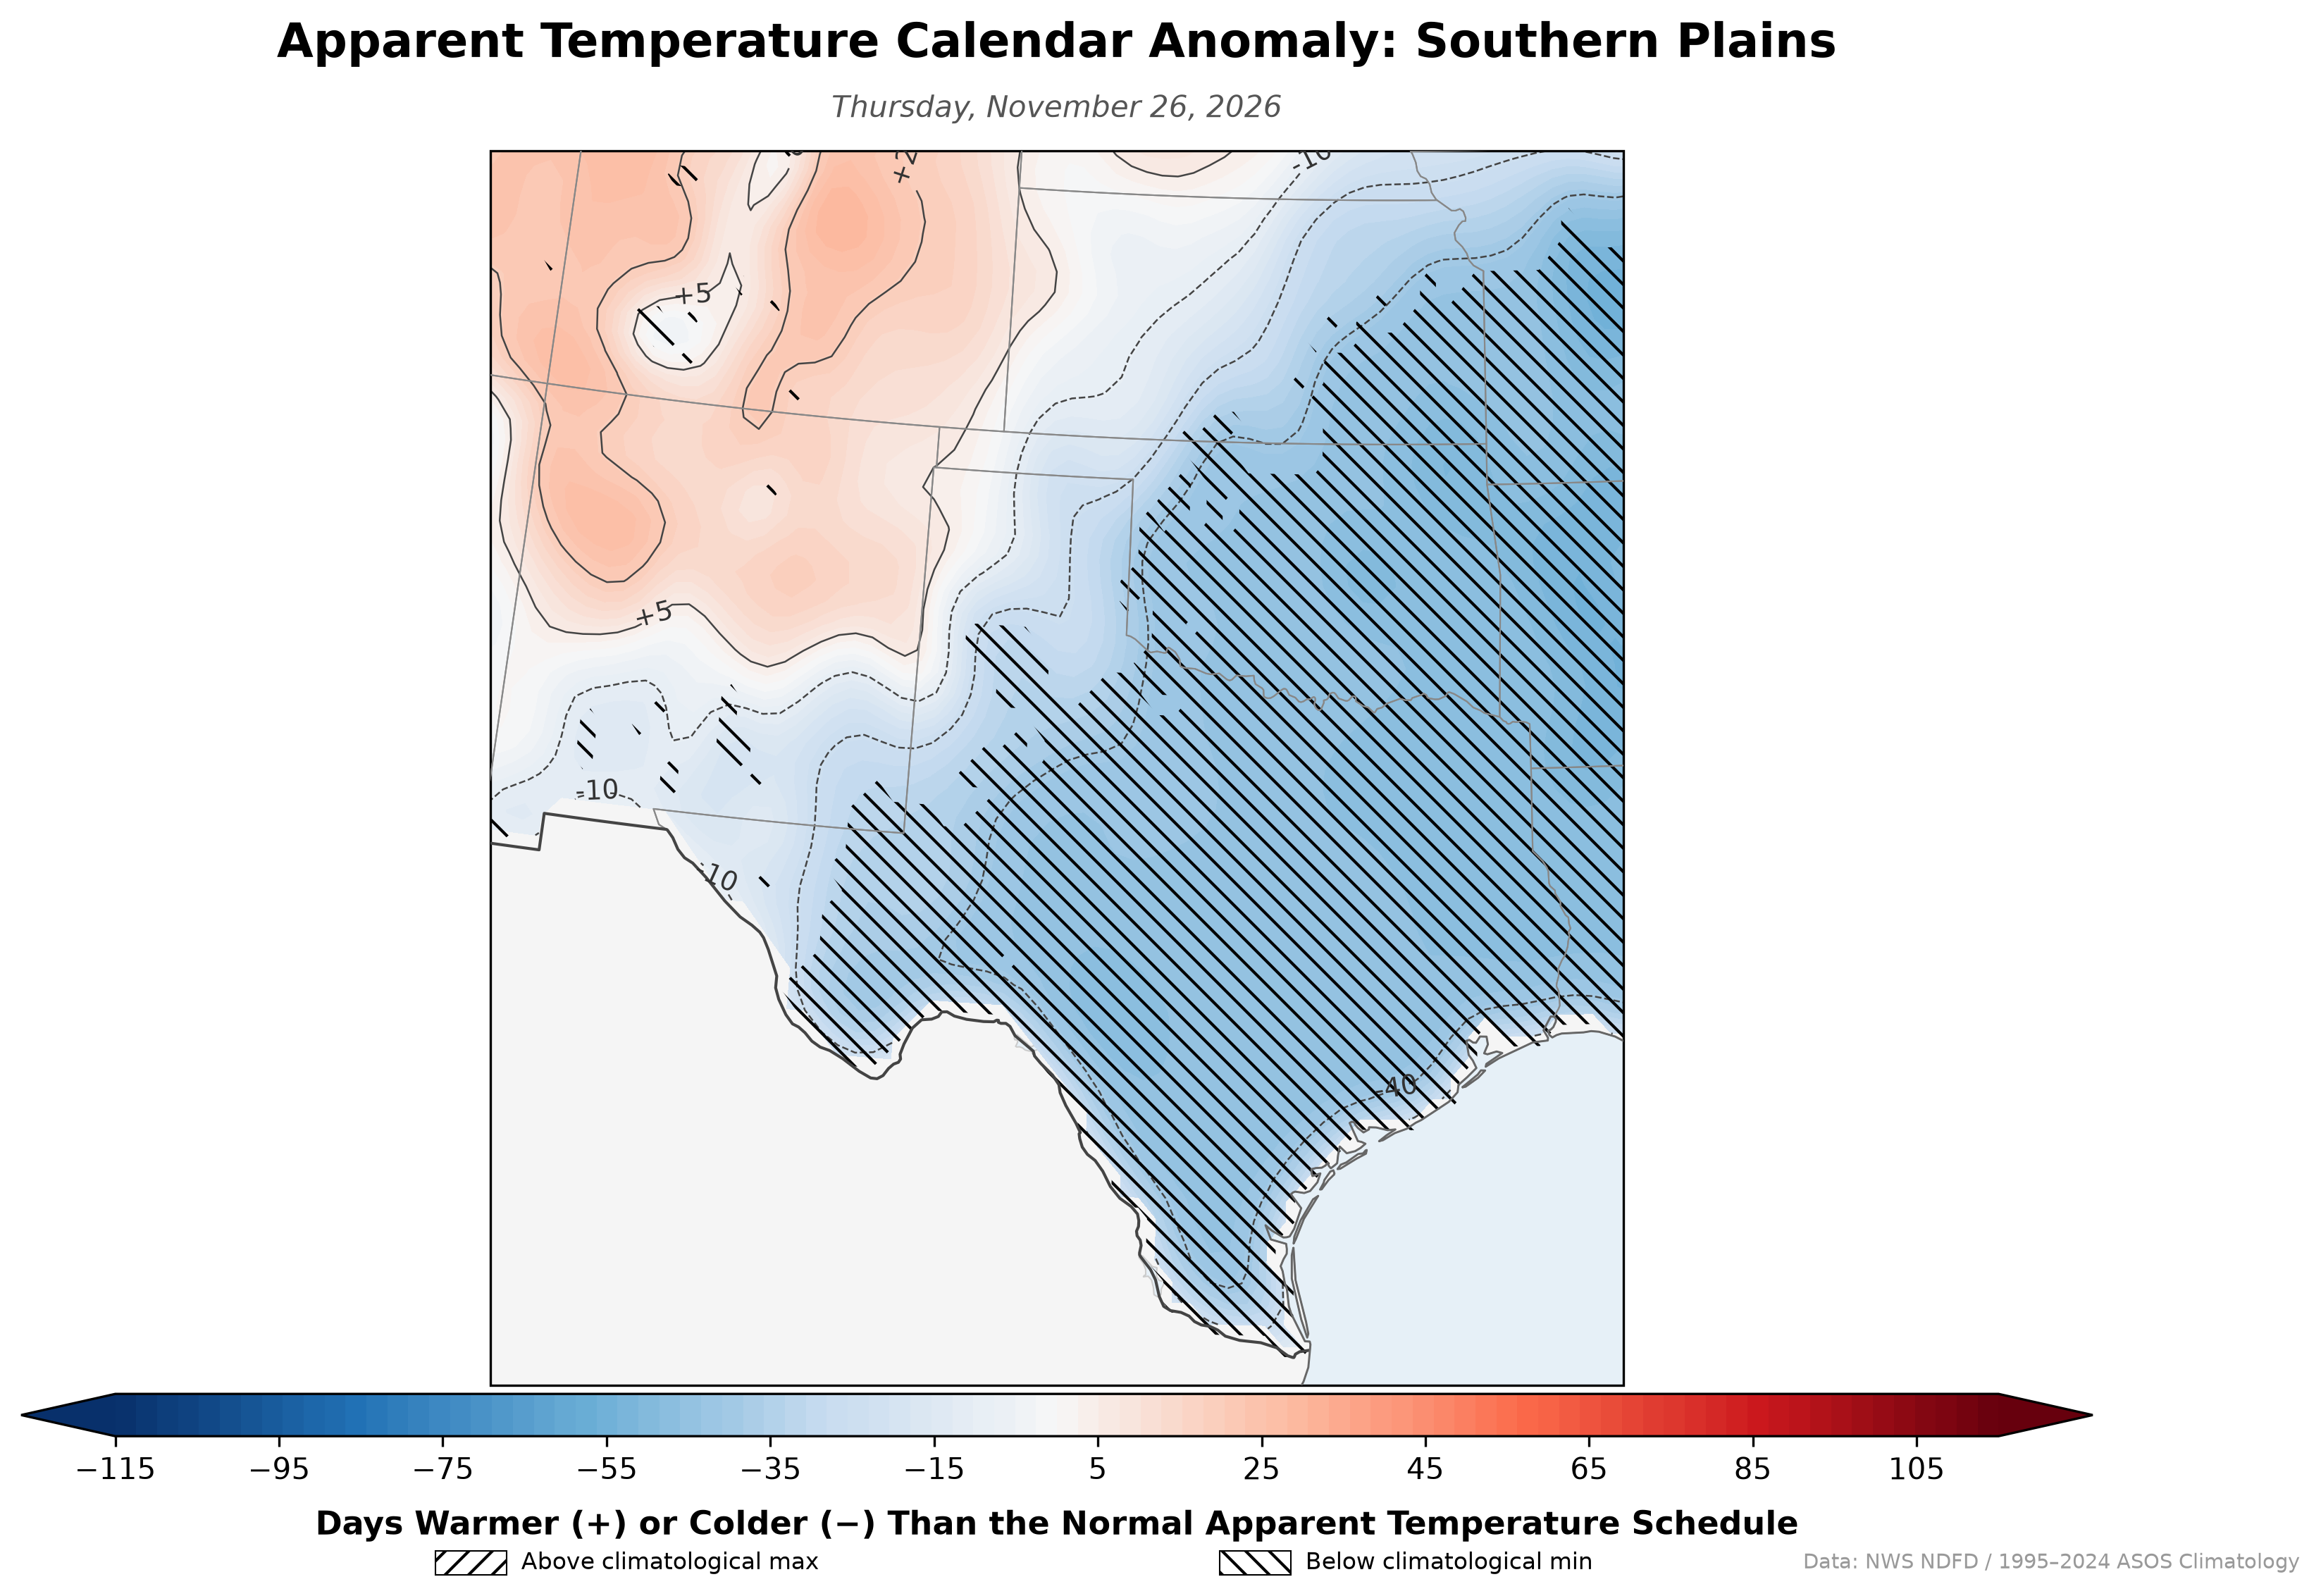 Apparent Temperature Calendar Anomaly: Southern Plains
Thursday, November 26, 2026
-10
+5
+5
-10
-10
-40
−115 −95 −75 −55 −35 −15 5 25 45 65 85 105
Days Warmer (+) or Colder (−) Than the Normal Apparent Temperature Schedule
Above climatological max
Below climatological min
Data: NWS NDFD / 1995–2024 ASOS Climatology